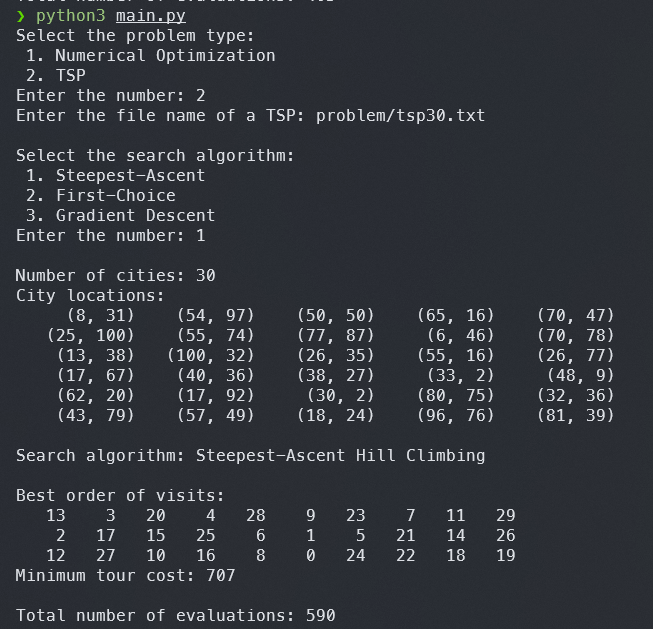 ❯ python3 main.py
Select the problem type:
 1. Numerical Optimization
 2. TSP
Enter the number: 2
Enter the file name of a TSP: problem/tsp30.txt

Select the search algorithm:
 1. Steepest-Ascent
 2. First-Choice
 3. Gradient Descent
Enter the number: 1

Number of cities: 30
City locations:
     (8, 31)    (54, 97)    (50, 50)    (65, 16)    (70, 47)
   (25, 100)    (55, 74)    (77, 87)     (6, 46)    (70, 78)
    (13, 38)   (100, 32)    (26, 35)    (55, 16)    (26, 77)
    (17, 67)    (40, 36)    (38, 27)     (33, 2)     (48, 9)
    (62, 20)    (17, 92)     (30, 2)    (80, 75)    (32, 36)
    (43, 79)    (57, 49)    (18, 24)    (96, 76)    (81, 39)

Search algorithm: Steepest-Ascent Hill Climbing

Best order of visits:
   13    3   20    4   28    9   23    7   11   29
    2   17   15   25    6    1    5   21   14   26
   12   27   10   16    8    0   24   22   18   19
Minimum tour cost: 707

Total number of evaluations: 590